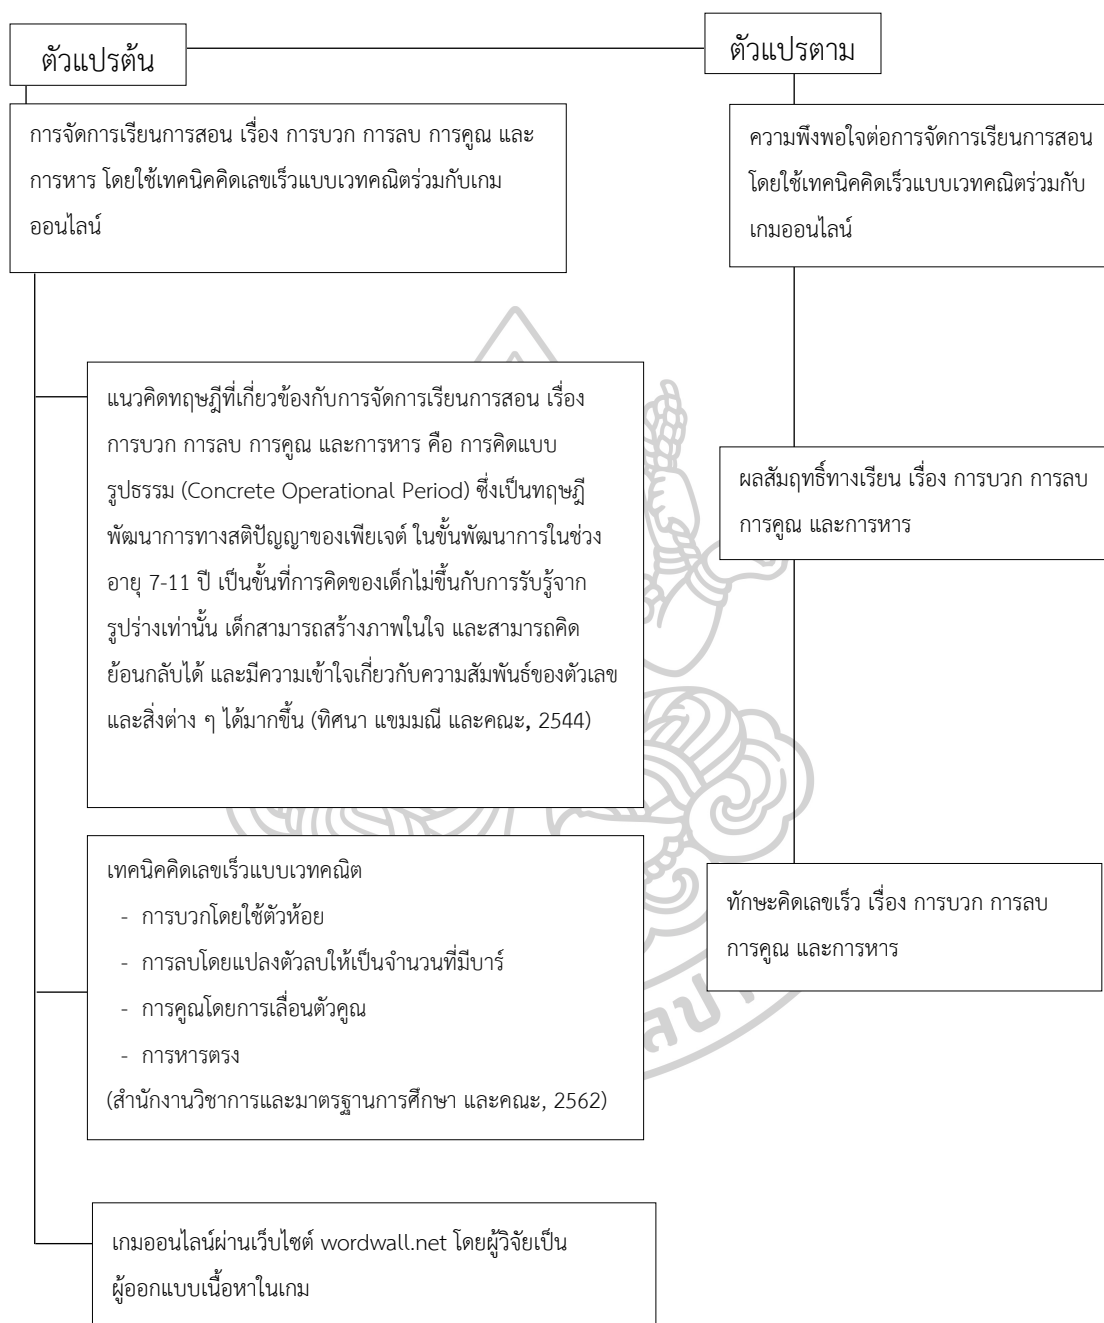 ตัวแปรต้น
ตัวแปรตาม
การจัดการเรียนการสอน เรื่อง การบวก การลบ การคูณ และ
การหาร โดยใช้เทคนิคคิดเลขเร็วแบบเวทคณิตร่วมกับเกม
ออนไลน์
ความพึงพอใจต่อการจัดการเรียนการสอน
โดยใช้เทคนิคคิดเร็วแบบเวทคณิตร่วมกับ
เกมออนไลน์
แนวคิดทฤษฎีที่เกี่ยวข้องกับการจัดการเรียนการสอน เรื่อง
การบวก การลบ การคูณ และการหาร คือ การคิดแบบ
รูปธรรม (Concrete Operational Period) ซึ่งเป็นทฤษฎี
พัฒนาการทางสติปัญญาของเพียเจต์ ในขั้นพัฒนาการในช่วง
อายุ 7-11 ปี เป็นขั้นที่การคิดของเด็กไม่ขึ้นกับการรับรู้จาก
รูปร่างเท่านั้น เด็กสามารถสร้างภาพในใจ และสามารถคิด
ย้อนกลับได้ และมีความเข้าใจเกี่ยวกับความสัมพันธ์ของตัวเลข
และสิ่งต่าง ๆ ได้มากขึ้น (ทิศนา แขมมณี และคณะ, 2544)
ผลสัมฤทธิ์ทางเรียน เรื่อง การบวก การลบ
การคูณ และการหาร
เทคนิคคิดเลขเร็วแบบเวทคณิต
- การบวกโดยใช้ตัวห้อย
- การลบโดยแปลงตัวลบให้เป็นจำนวนที่มีบาร์
- การคูณโดยการเลื่อนตัวคูณ
- การหารตรง
(สำนักงานวิชาการและมาตรฐานการศึกษา และคณะ, 2562)
ทักษะคิดเลขเร็ว เรื่อง การบวก การลบ
การคูณ และการหาร
เกมออนไลน์ผ่านเว็บไซต์ wordwall.net โดยผู้วิจัยเป็น
ผู้ออกแบบเนื้อหาในเกม